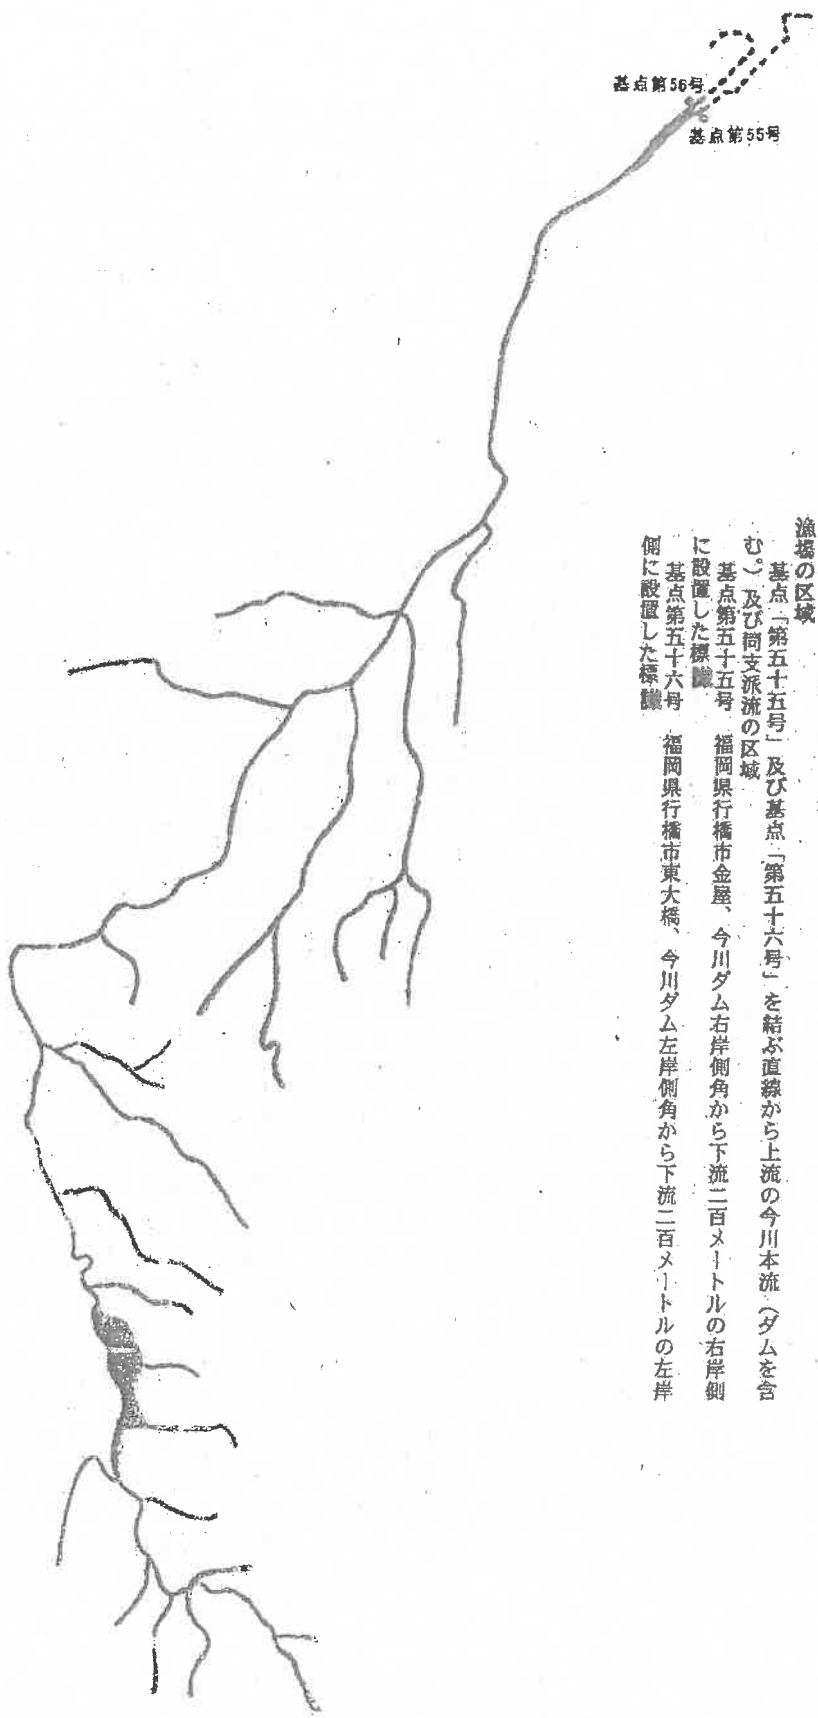 基点第56号
基点第55号
漁場の区域
基点「第五十五号」及び基点「第五十六号」を結ぶ直線から上流の今川本流（ダムを含
む。）及び同支派流の区域
基点第五十五号　福岡県行橋市金屋、今川ダム右岸側角から下流二百メートルの右岸側
に設置した標識
基点第五十六号　福岡県行橋市東大橋、今川ダム左岸側角から下流二百メートルの左岸
側に設置した標識